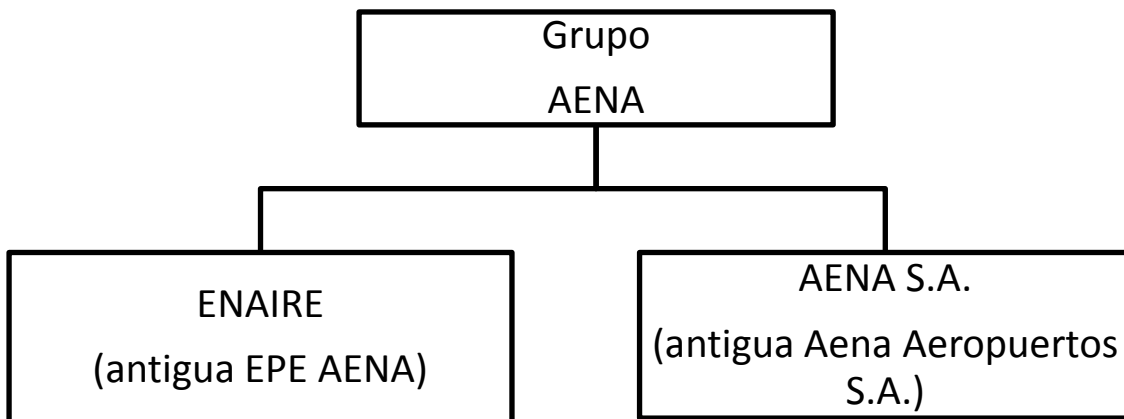 Grupo
AENA
ENAIRE
(antigua EPE AENA)
AENA S.A.
(antigua Aena Aeropuertos
S.A.)